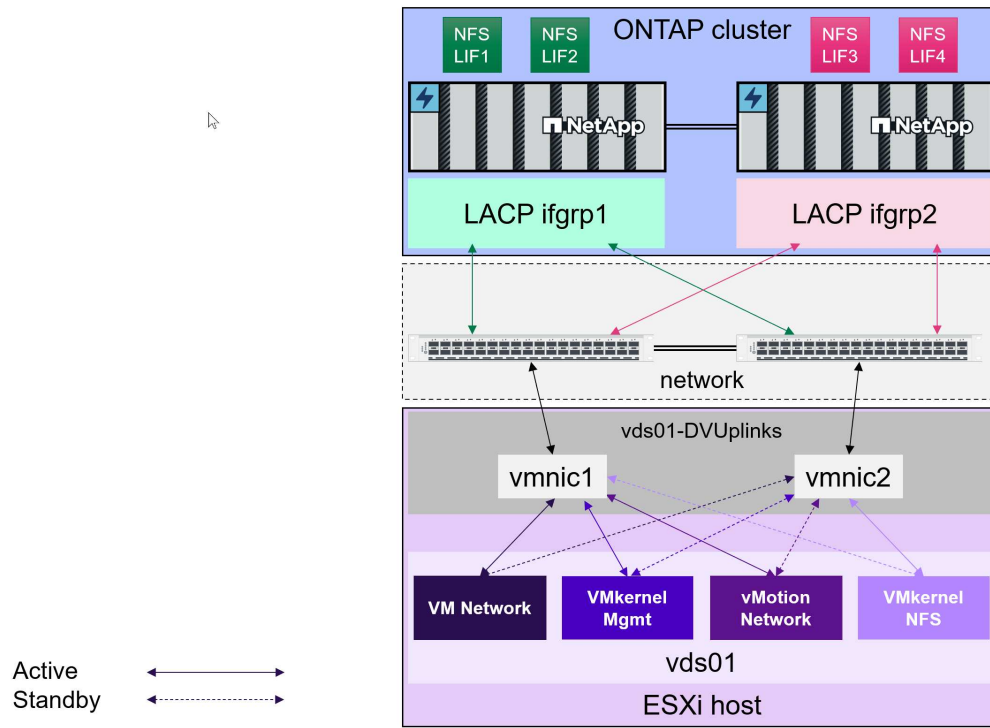 ONTAP cluster
NFS
LIF1
NFS
LIF2
NFS
LIF3
NFS
LIF4
NetApp
NetApp
LACP ifgrp1
LACP ifgrp2
network
vds01-DVUplinks
vmnic1
vmnic2
VM Network
VMkernel
Mgmt
vMotion
Network
VMkernel
NFS
vds01
ESXi host
Active
Standby